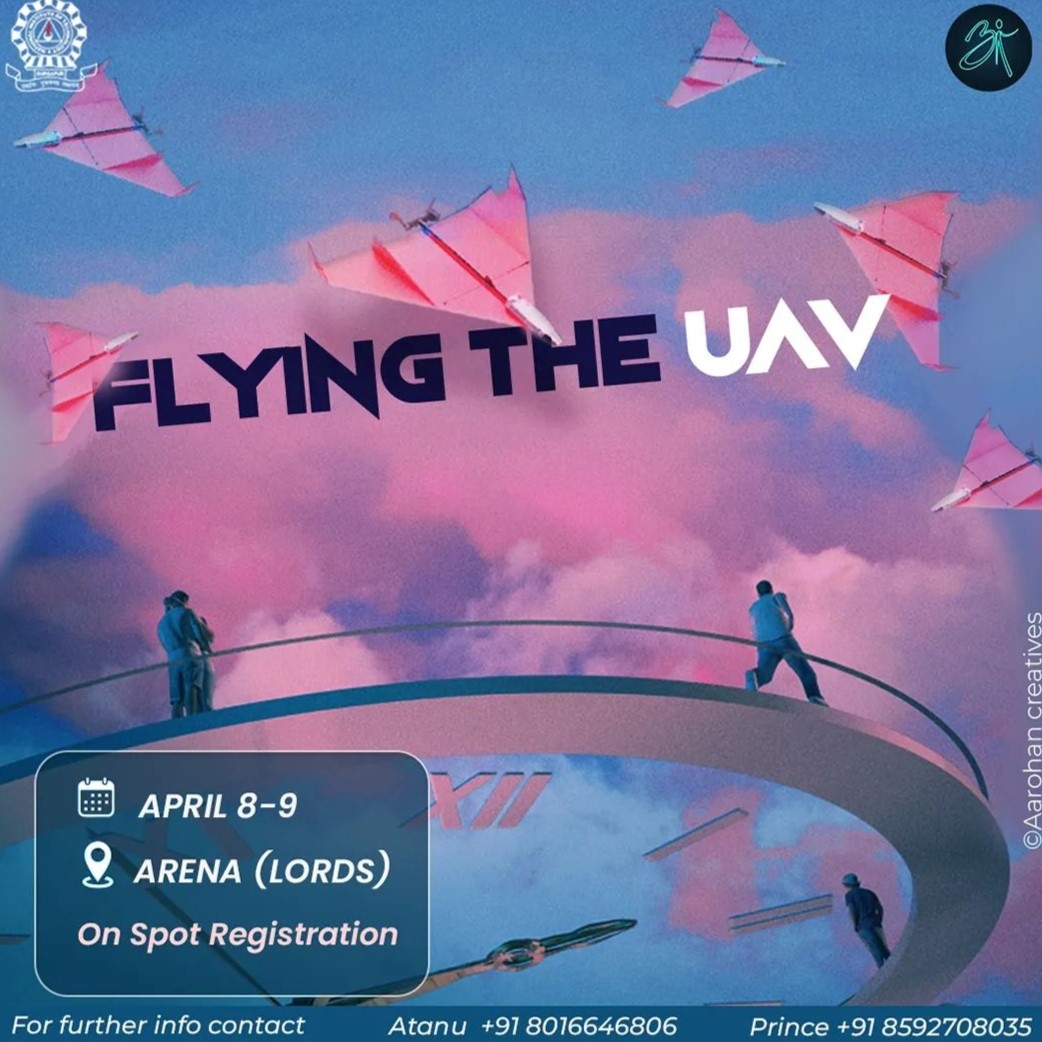 FLYING THE UAV
APRIL 8-9
ARENA (LORDS)
On Spot Registration
XII
©Aarohan creatives
For further info contact Atanu +91 8016646806 Prince +91 8592708035